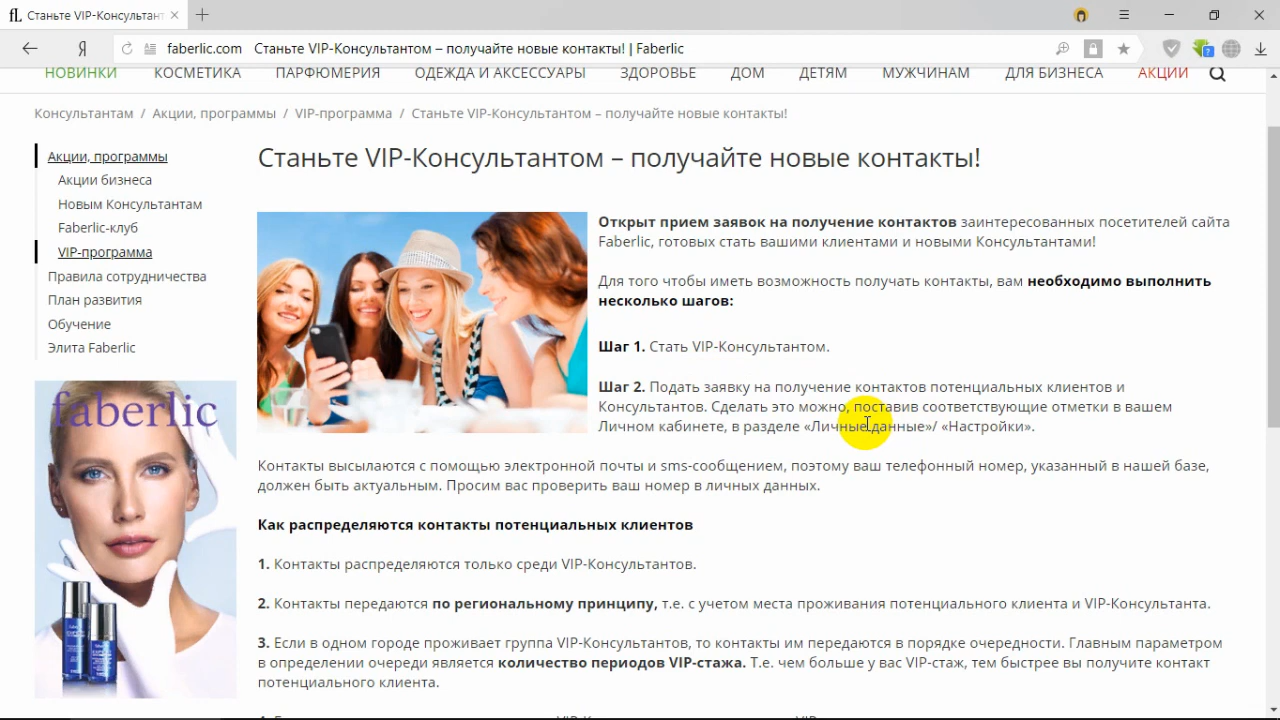 fL Станьте VIP-Консультант
Я faberlic.com Станьте VIP-Консультантом – получайте новые контакты! | Faberlic
НОВИНКИ КОСМЕТИКА ПАРФЮМЕРИЯ ОДЕЖДА И АКСЕССУАРЫ ЗДОРОВЬЕ ДОМ ДЕТЯМ МУЖЧИНАМ ДЛЯ БИЗНЕСА АКЦИИ
Консультантам / Акции, программы / VIP-программа / Станьте VIP-Консультантом – получайте новые контакты!
Акции, программы
Акции бизнеса
Новым Консультантам
Faberlic-клуб
VIP-программа
Правила сотрудничества
План развития
Обучение
Элита Faberlic
faberlic
Станьте VIP-Консультантом – получайте новые контакты!
Открыт прием заявок на получение контактов заинтересованных посетителей сайта
Faberlic, готовых стать вашими клиентами и новыми Консультантами!
Для того чтобы иметь возможность получать контакты, вам необходимо выполнить
несколько шагов:
Шаг 1. Стать VIP-Консультантом.
Шаг 2. Подать заявку на получение контактов потенциальных клиентов и
Консультантов. Сделать это можно, поставив соответствующие отметки в вашем
Личном кабинете, в разделе «Личные данные»/ «Настройки».
Контакты высылаются с помощью электронной почты и sms-сообщением, поэтому ваш телефонный номер, указанный в нашей базе,
должен быть актуальным. Просим вас проверить ваш номер в личных данных.
Как распределяются контакты потенциальных клиентов
1. Контакты распределяются только среди VIP-Консультантов.
2. Контакты передаются по региональному принципу, т.е. с учетом места проживания потенциального клиента и VIP-Консультанта.
3. Если в одном городе проживает группа VIP-Консультантов, то контакты им передаются в порядке очередности. Главным параметром
в определении очереди является количество периодов VIP-стажа. Т.е. чем больше у вас VIP-стаж, тем быстрее вы получите контакт
потенциального клиента.